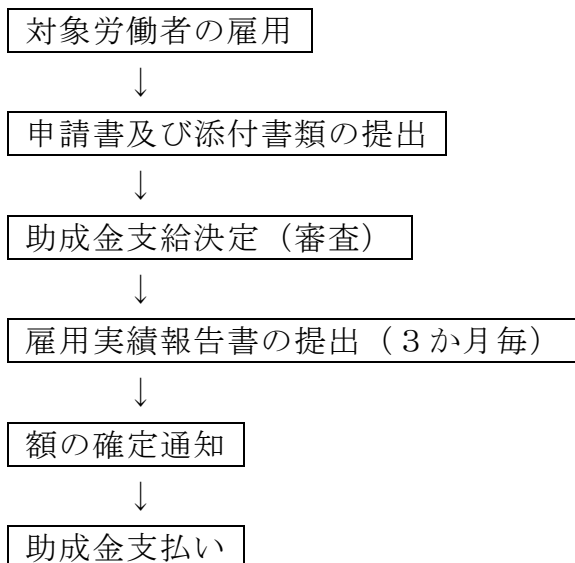 対象労働者の雇用
↓
申請書及び添付書類の提出
↓
助成金支給決定（審査）
↓
雇用実績報告書の提出（３か月毎）
↓
額の確定通知
↓
助成金支払い